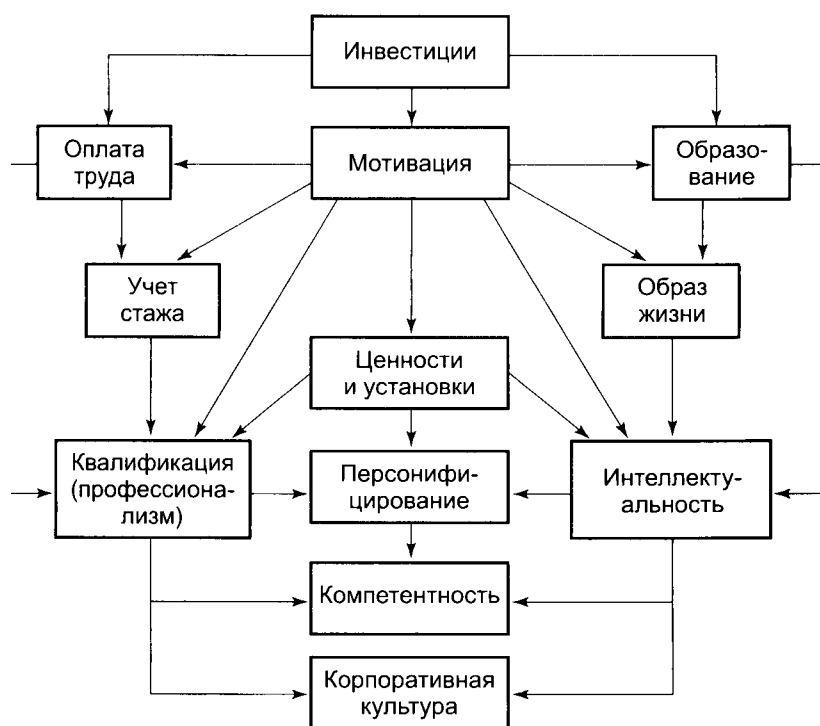 Инвестиции
Оплата
труда
Мотивация
Образо-
вание
Учет
стажа
Образ
жизни
Ценности
и установки
Квалификация
(профессиона-
лизм)
Персонифи-
цирование
Интеллекту-
альность
Компетентность
Корпоративная
культура